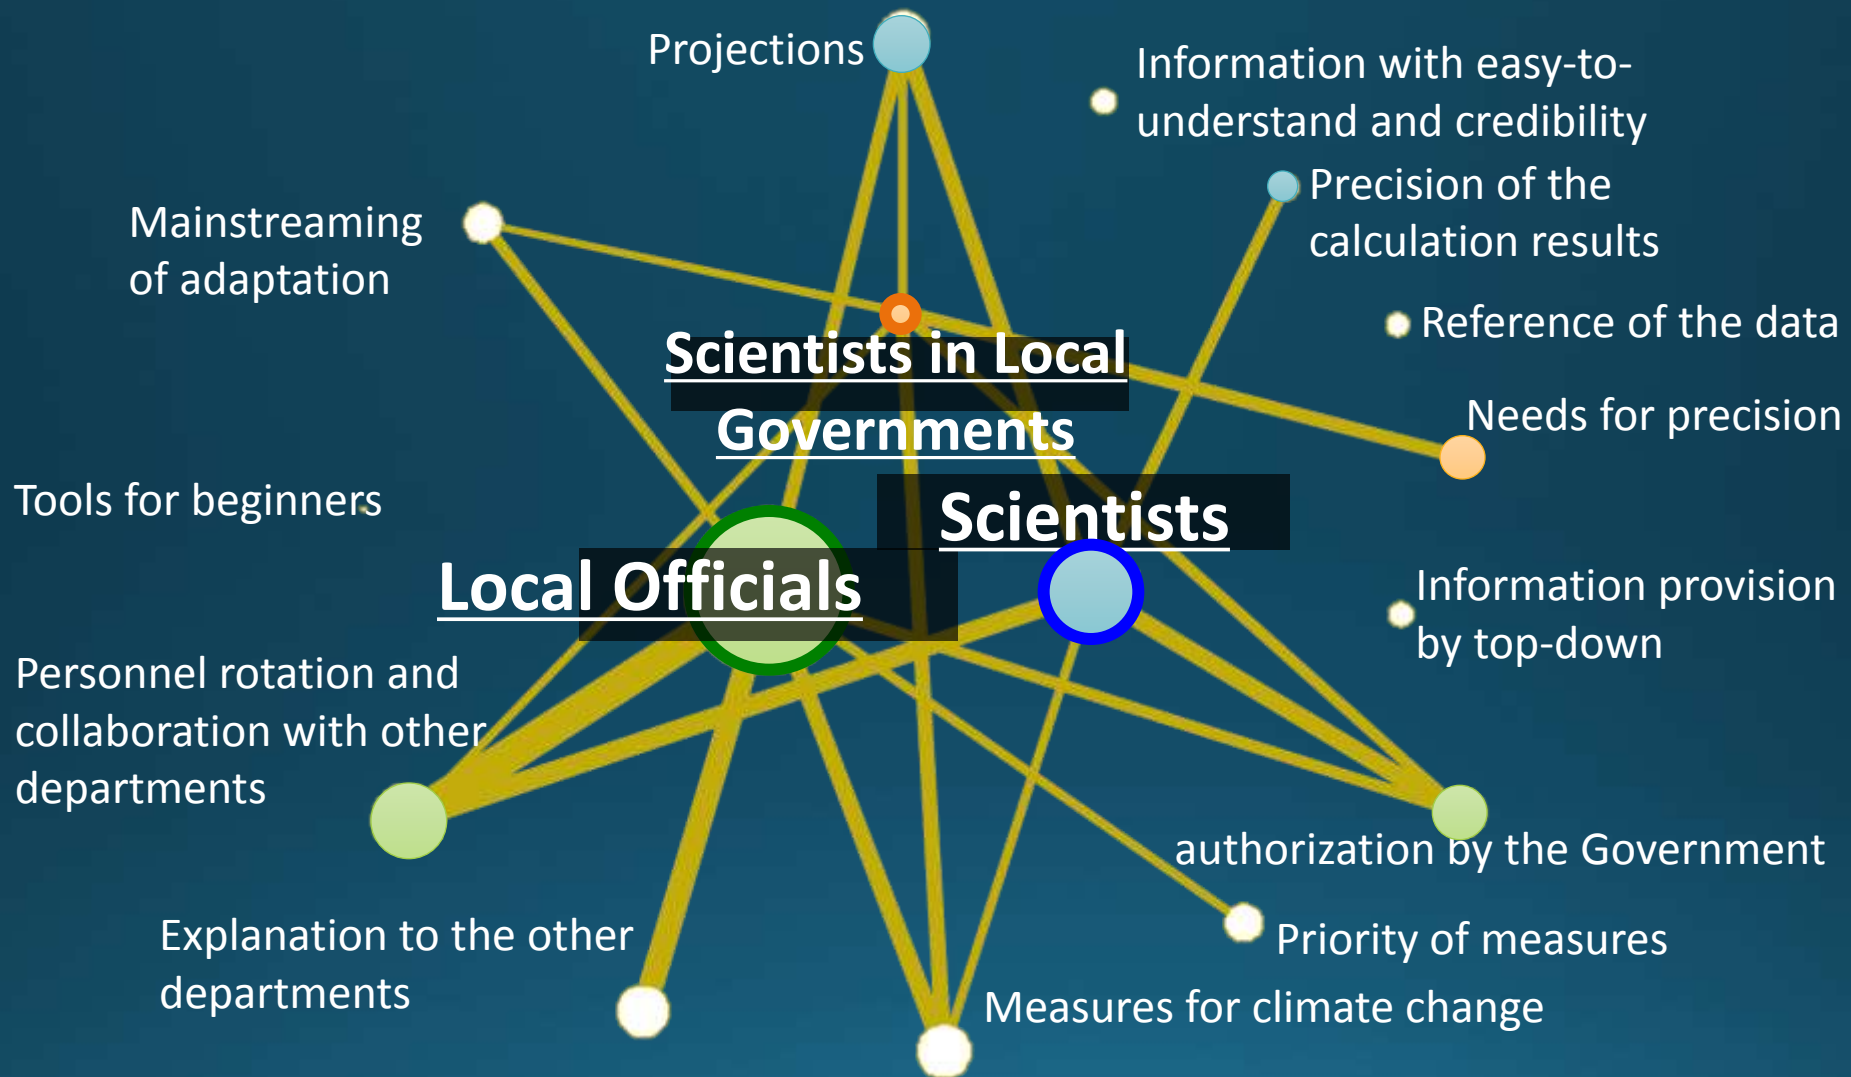 Projections
Information with easy-to-
understand and credibility
Precision of the
calculation results
Mainstreaming
of adaptation
Reference of the data
Scientists in Local
Governments
Needs for precision
Tools for beginners
Scientists
Local Officials
Information provision
by top-down
Personnel rotation and
collaboration with other
departments
authorization by the Government
Explanation to the other
departments
Priority of measures
Measures for climate change